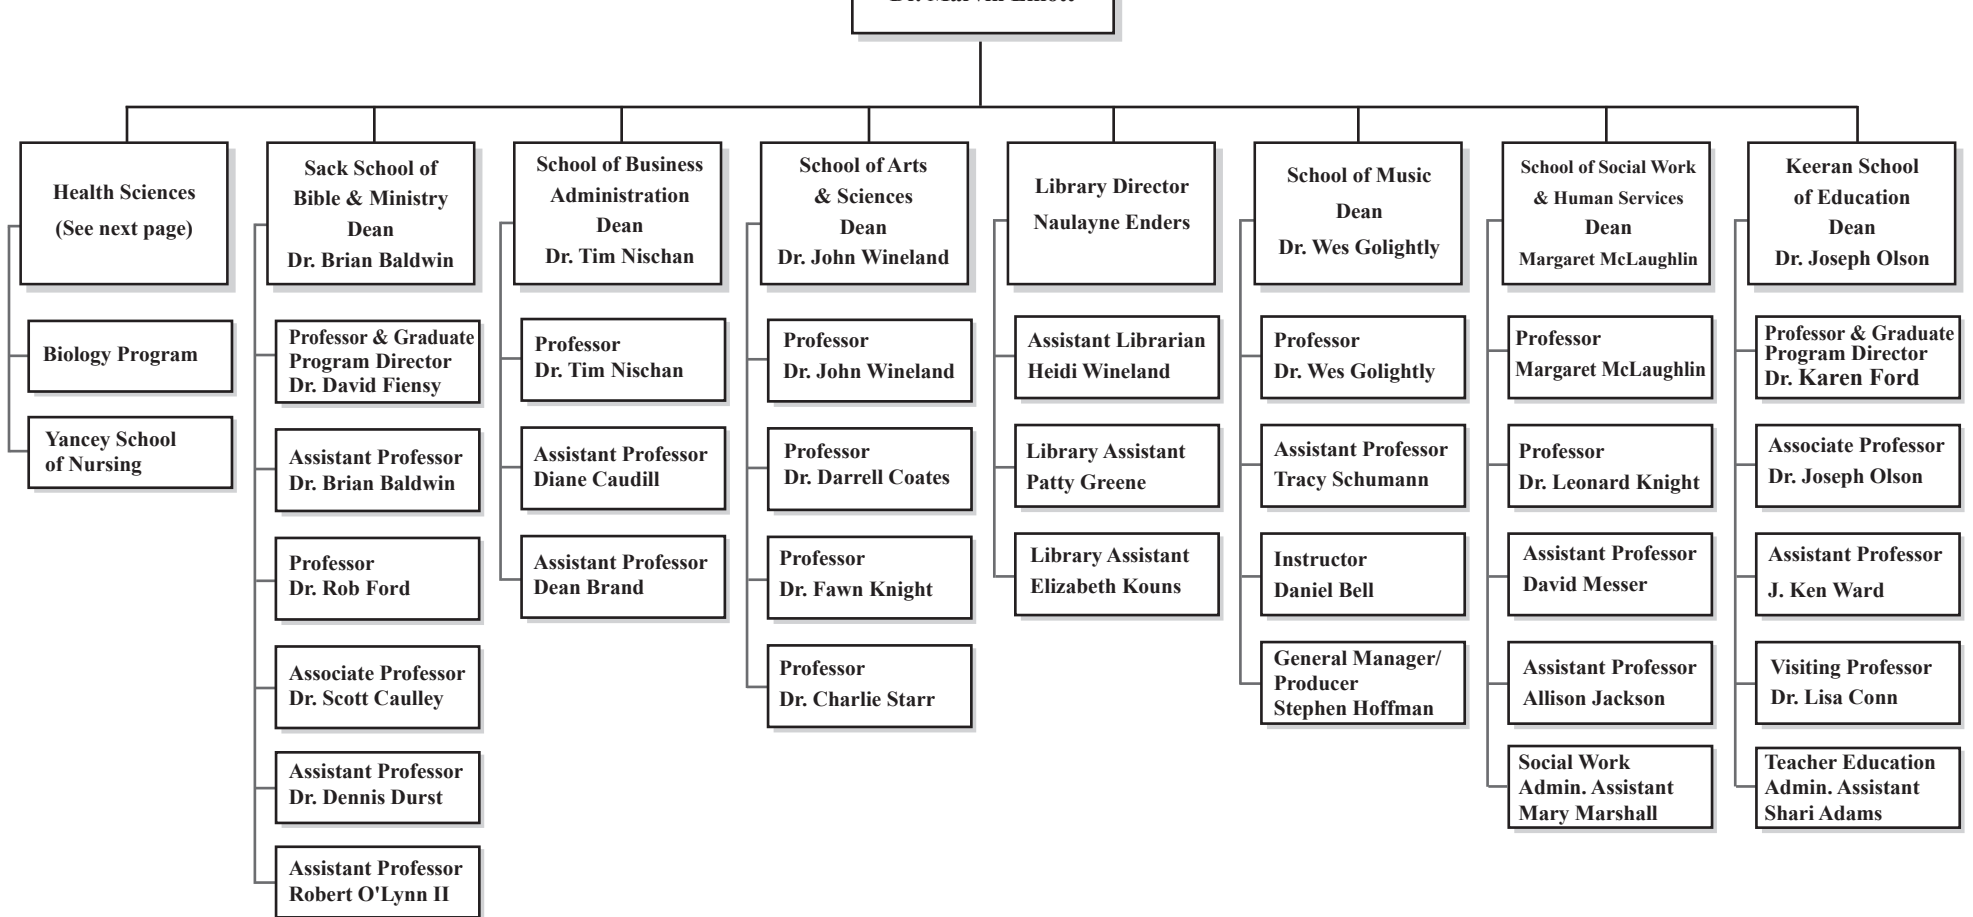 Health Sciences
(See next page)
Biology Program
Yancey School
of Nursing
Sack School of
Bible & Ministry
Dean
Dr. Brian Baldwin
Professor & Graduate
Program Director
Dr. David Fiensy
Assistant Professor
Dr. Brian Baldwin
Professor
Dr. Rob Ford
Associate Professor
Dr. Scott Caulley
Assistant Professor
Dr. Dennis Durst
Assistant Professor
Robert O'Lynn II
School of Business
Administration
Dean
Dr. Tim Nischan
Professor
Dr. Tim Nischan
Assistant Professor
Diane Caudill
Assistant Professor
Dean Brand
School of Arts
& Sciences
Dean
Dr. John Wineland
Professor
Dr. John Wineland
Professor
Dr. Darrell Coates
Professor
Dr. Fawn Knight
Professor
Dr. Charlie Starr
Library Director
Naulayne Enders
Assistant Librarian
Heidi Wineland
Library Assistant
Patty Greene
Library Assistant
Elizabeth Kouns
School of Music
Dean
Dr. Wes Golightly
Professor
Dr. Wes Golightly
Assistant Professor
Tracy Schumann
Instructor
Daniel Bell
General Manager/
Producer
Stephen Hoffman
School of Social Work
& Human Services
Dean
Margaret McLaughlin
Professor
Margaret McLaughlin
Professor
Dr. Leonard Knight
Assistant Professor
David Messer
Assistant Professor
Allison Jackson
Social Work
Admin. Assistant
Mary Marshall
Keeran School
of Education
Dean
Dr. Joseph Olson
Professor & Graduate
Program Director
Dr. Karen Ford
Associate Professor
Dr. Joseph Olson
Assistant Professor
J. Ken Ward
Visiting Professor
Dr. Lisa Conn
Teacher Education
Admin. Assistant
Shari Adams